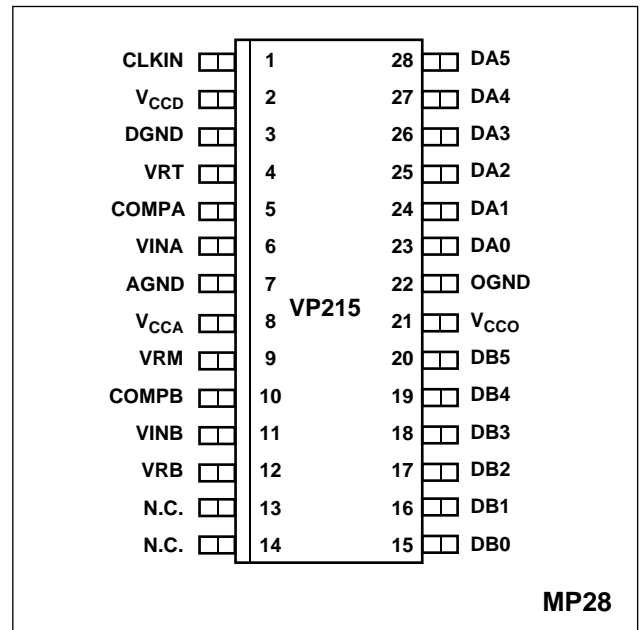 CLKIN 1 28 DA5
VCCD 2 27 DA4
DGND 3 26 DA3
VRT 4 25 DA2
COMPA 5 24 DA1
VINA 6 23 DA0
AGND 7 22 OGND
VP215
VCCA 8 21 VCCO
VRM 9 20 DB5
COMPB 10 19 DB4
VINB 11 18 DB3
VRB 12 17 DB2
N.C. 13 16 DB1
N.C. 14 15 DB0
MP28